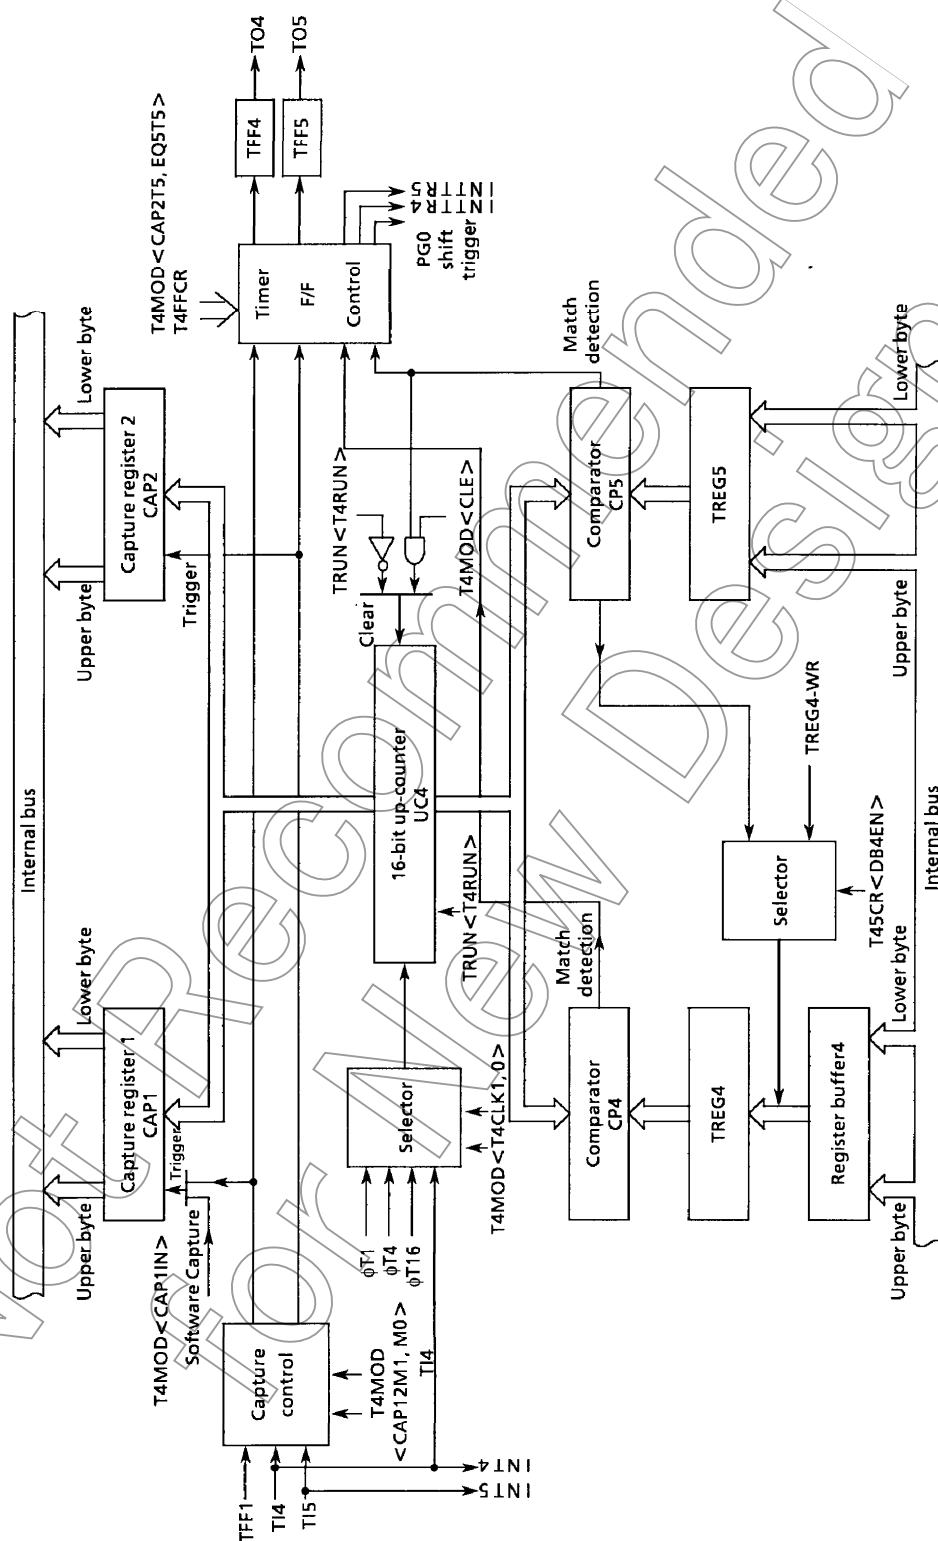 Internal bus
Upper byte
Lower byte
Upper byte
Lower byte
Capture register 1
CAP1
Capture register 2
CAP2
T4MOD<CAP1IN>
Software Capture
Trigger
Trigger
T4MOD<CAP2T5, EQ5T5>
T4FFCR
TFF1
TI4
TI5
Capture
control
T4MOD
<CAP12M1, M0>
TI4
INT4
INT5
Timer
F/F
Control
TFF4
TFF5
TO4
TO5
PG0
shift
trigger
INTTR4
INTTR5
φT1
φT4
φT16
Selector
T4MOD<T4CLK1, 0>
16-bit up-counter
UC4
TRUN<T4RUN>
Clear
TRUN<T4RUN>
T4MOD<CLE>
Match
detection
Match
detection
Comparator
CP4
Comparator
CP5
TREG4
TREG5
Register buffer4
Selector
TREG4-WR
T45CR<DB4EN>
Upper byte
Lower byte
Upper byte
Lower byte
Internal bus
Not Recommended
for New Design